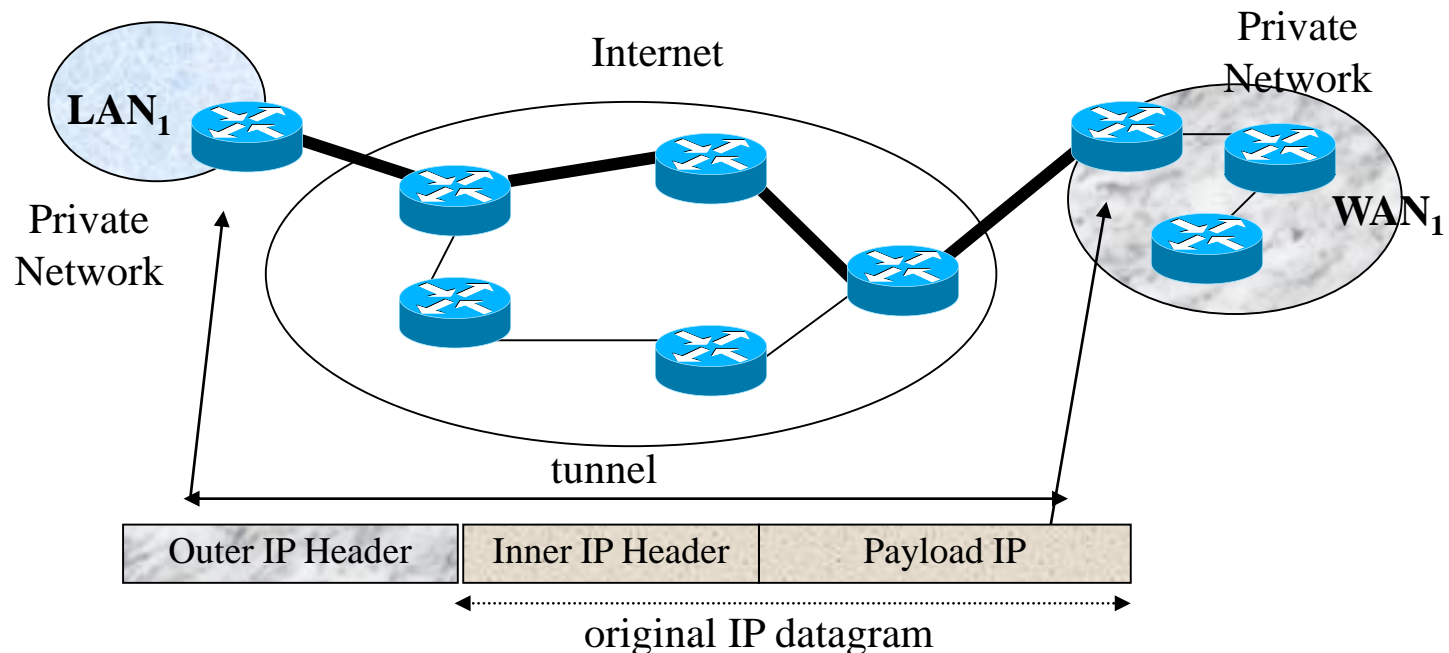 Internet
Private
Network
LAN₁
Private
Network
WAN₁
tunnel
Outer IP Header
Inner IP Header
Payload IP
original IP datagram